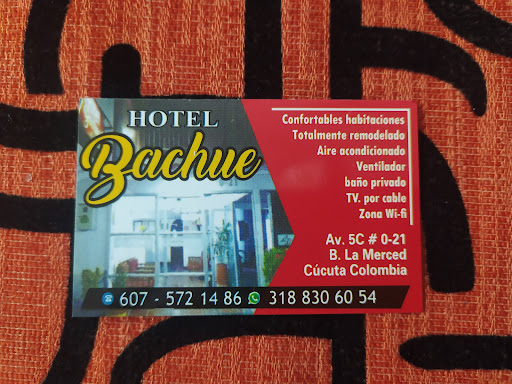 HOTEL
Bachue
Confortables habitaciones
Totalmente remodelado
Aire acondicionado
Ventilador
baño privado
TV. por cable
Zona Wi-fi
Av. 5C # 0-21
B. La Merced
Cúcuta Colombia
607 - 572 14 86 318 830 60 54